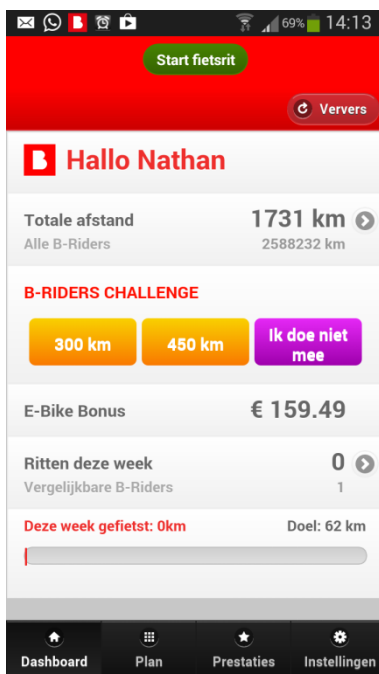 69% 14:13
Start fietsrit
Ververs
B Hallo Nathan
Totale afstand 1731 km
Alle B-Riders 2588232 km
B-RIDERS CHALLENGE
300 km 450 km Ik doe niet
mee
E-Bike Bonus € 159.49
Ritten deze week 0
Vergelijkbare B-Riders 1
Deze week gefietst: 0km Doel: 62 km
Dashboard Plan Prestaties Instellingen